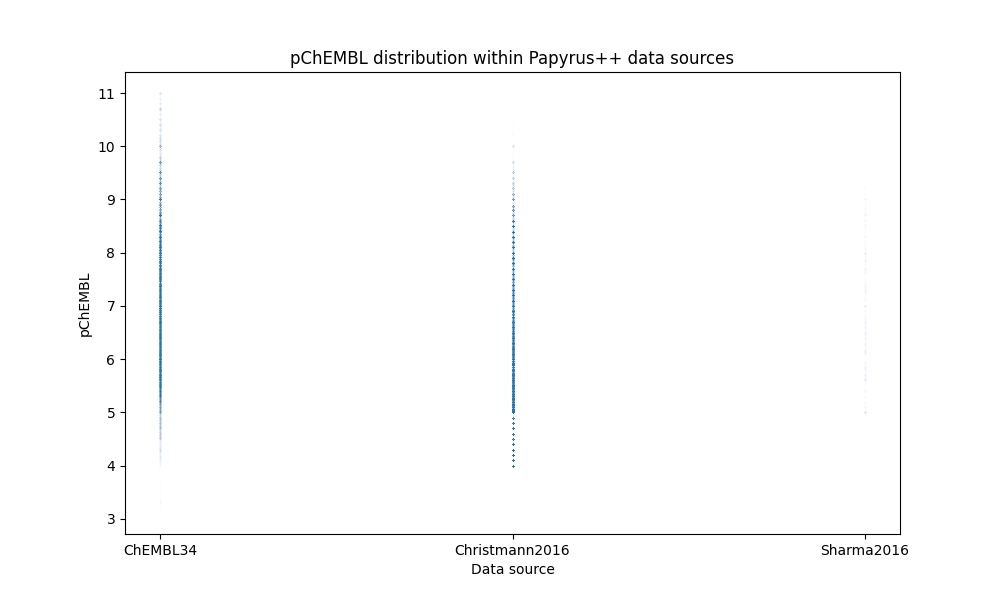 pChEMBL distribution within Papyrus++ data sources
11
10
9
8
7
6
5
4
3
pChEMBL
ChEMBL34
Christmann2016
Sharma2016
Data source